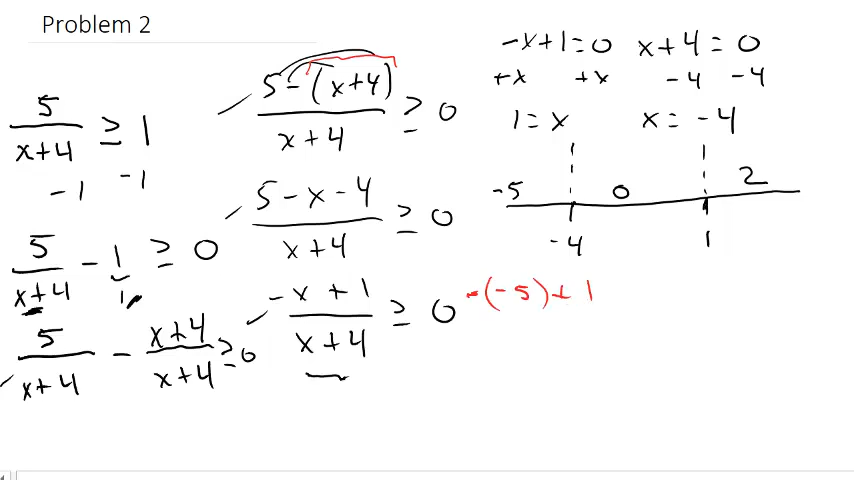 Problem 2
5/(x+4) ≥ 1
-1 -1
5/(x+4) - 1/1 ≥ 0
5/(x+4) - (x+4)/(x+4) ≥ 0
(5-(x+4))/(x+4) ≥ 0
(5-x-4)/(x+4) ≥ 0
(-x+1)/(x+4) ≥ 0
-x+1=0 x+4=0
+x +x -4 -4
1=x x=-4
-5 0 2
-4 1
-(-5)+1